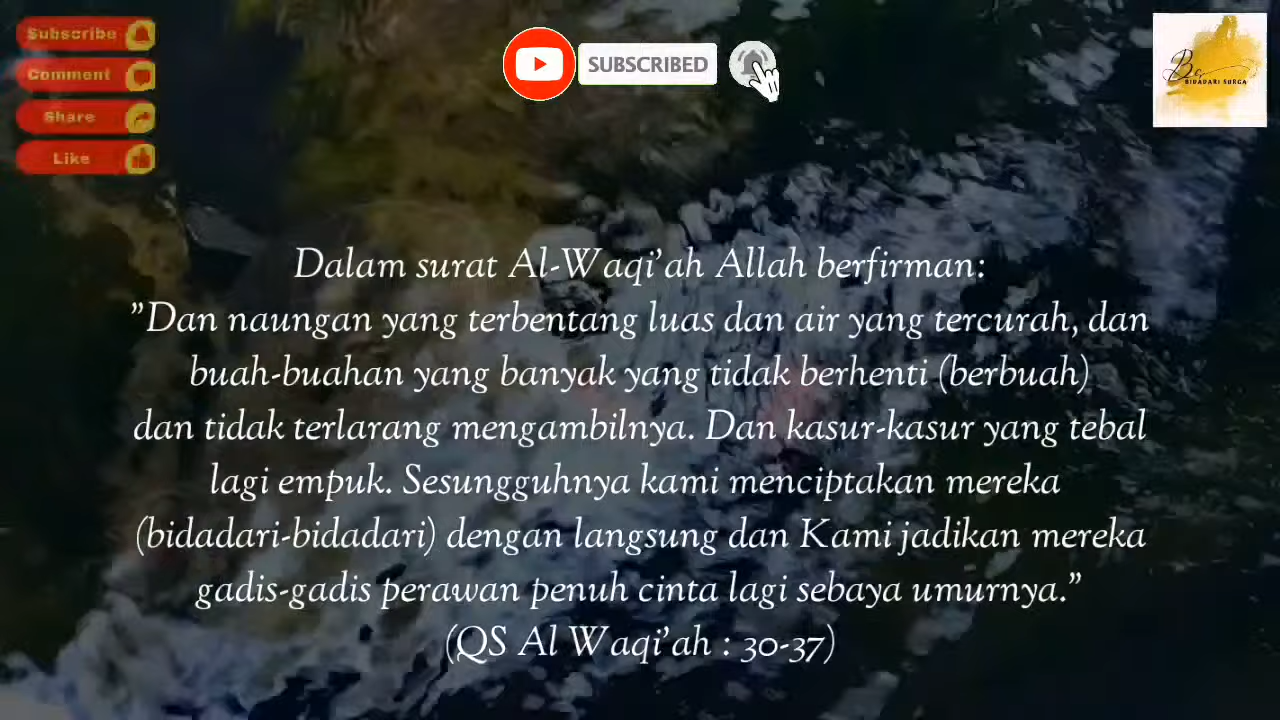 Subscribe
Comment
Share
Like
SUBSCRIBED
Be
BIDADARI SURGA
Dalam surat Al-Waqi’ah Allah berfirman:
”Dan naungan yang terbentang luas dan air yang tercurah, dan
buah-buahan yang banyak yang tidak berhenti (berbuah)
dan tidak terlarang mengambilnya. Dan kasur-kasur yang tebal
lagi empuk. Sesungguhnya kami menciptakan mereka
(bidadari-bidadari) dengan langsung dan Kami jadikan mereka
gadis-gadis perawan penuh cinta lagi sebaya umurnya.”
(QS Al Waqi’ah : 30-37)